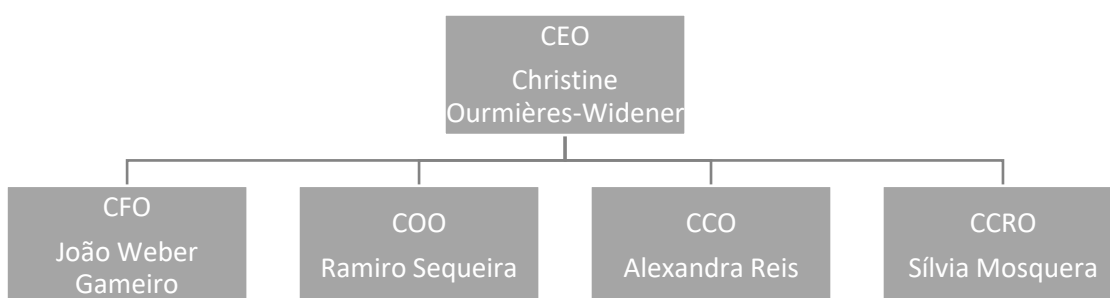 CEO
Christine
Ourmières-Widener
CFO
João Weber
Gameiro
COO
Ramiro Sequeira
CCO
Alexandra Reis
CCRO
Sílvia Mosquera